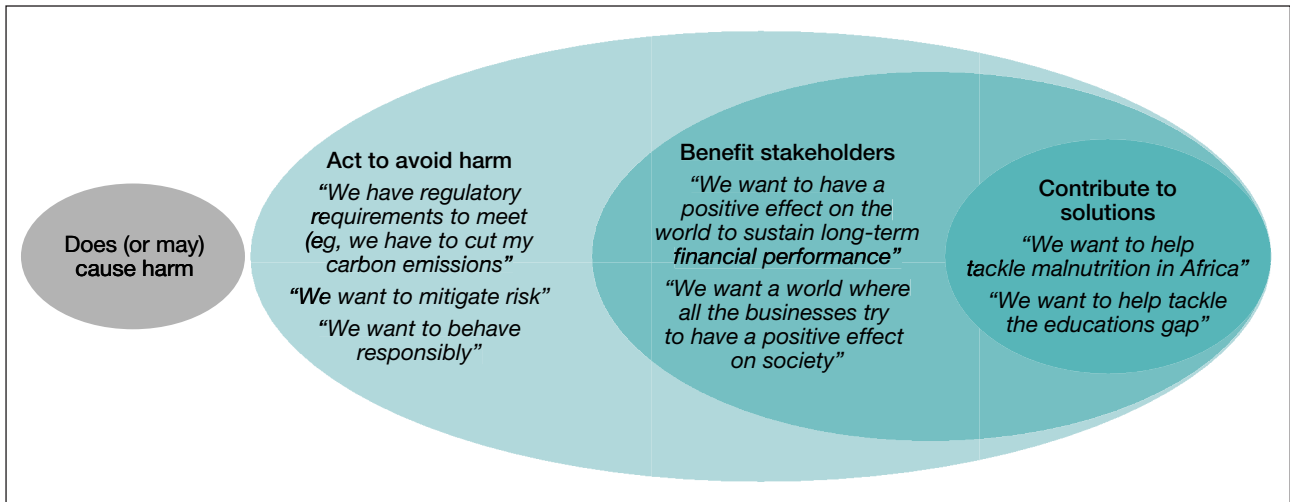 Does (or may)
cause harm
Act to avoid harm
“We have regulatory
requirements to meet
(eg, we have to cut my
carbon emissions”
“We want to mitigate risk”
“We want to behave
responsibly”
Benefit stakeholders
“We want to have a
positive effect on the
world to sustain long-term
financial performance”
“We want a world where
all the businesses try
to have a positive effect
on society”
Contribute to
solutions
“We want to help
tackle malnutrition in Africa”
“We want to help tackle
the educations gap”